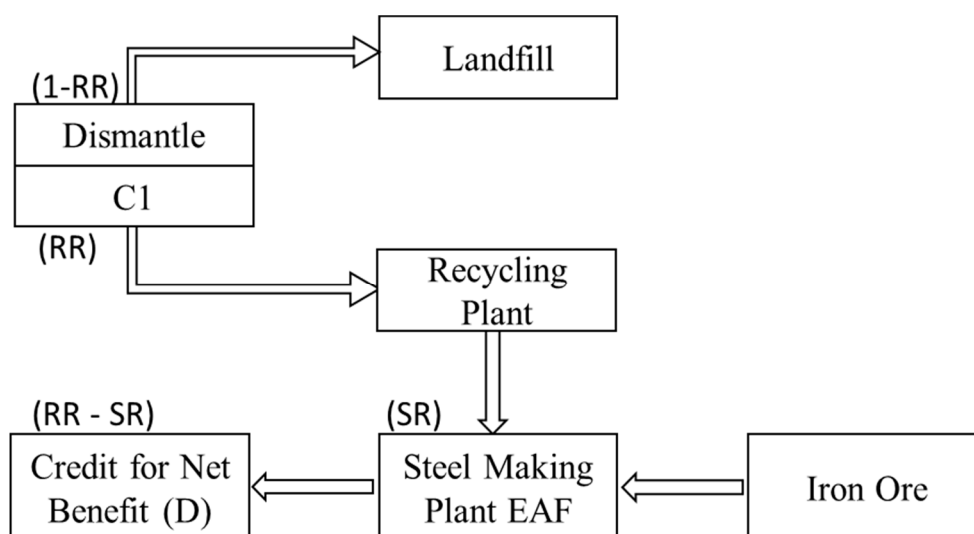 Landfill
(1-RR)
Dismantle
C1
(RR)
Recycling
Plant
(RR - SR)
(SR)
Credit for Net
Benefit (D)
Steel Making
Plant EAF
Iron Ore